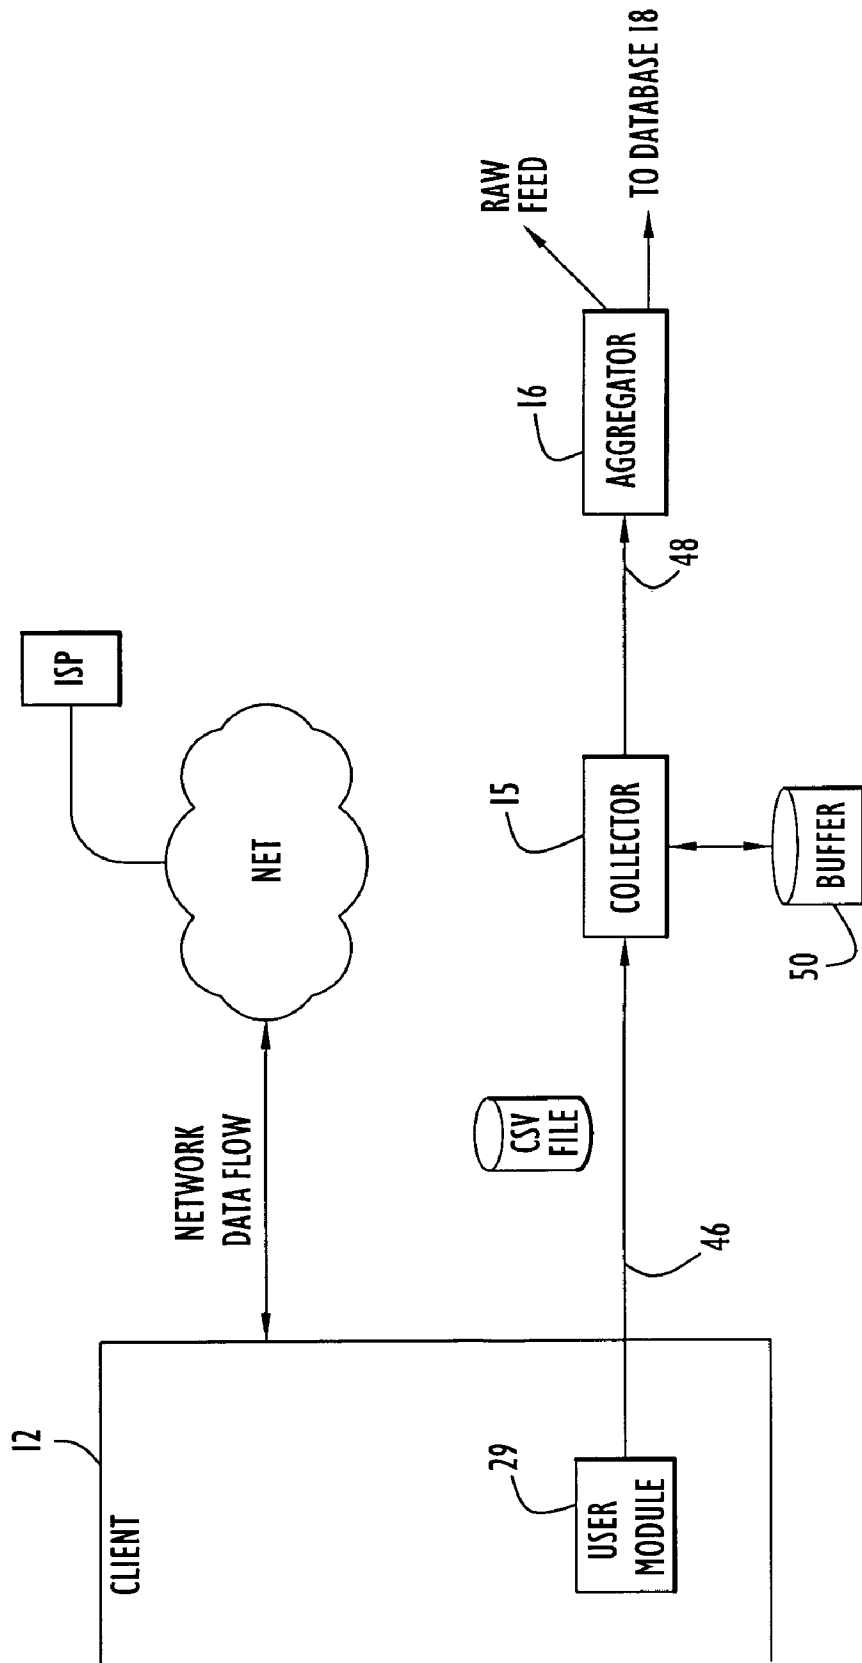 12
CLIENT
NETWORK
DATA FLOW
NET
ISP
29
USER
MODULE
46
CSV
FILE
15
COLLECTOR
50
BUFFER
48
16
AGGREGATOR
RAW
FEED
TO DATABASE 18